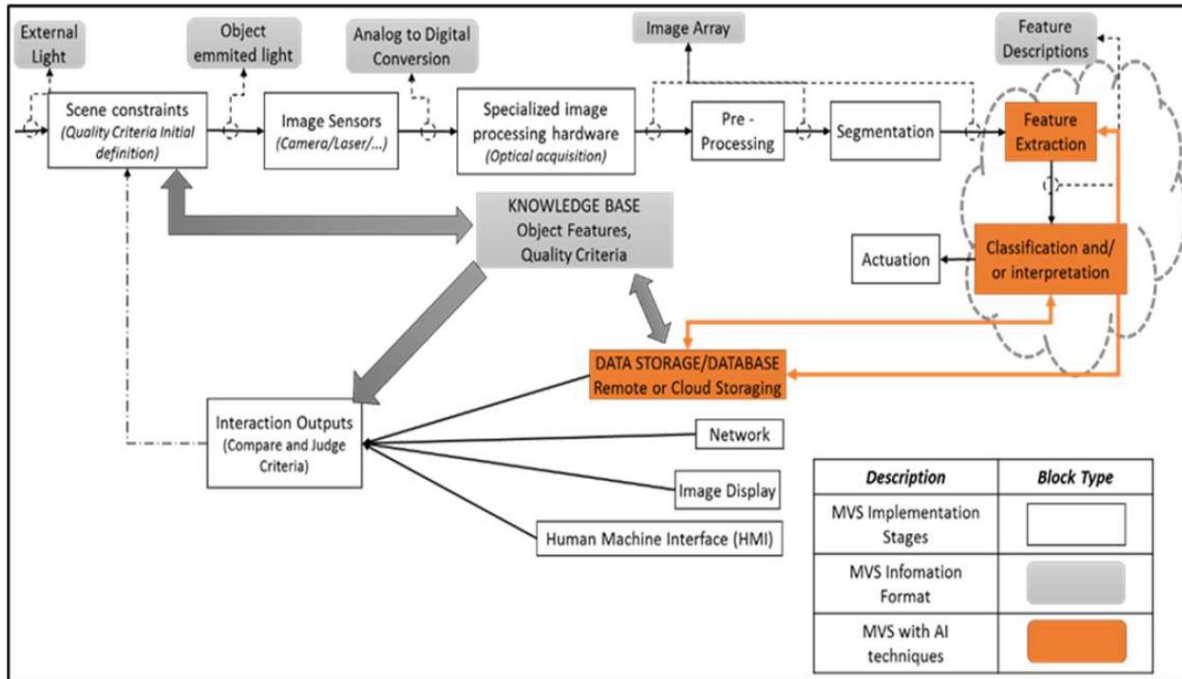 External
Light
Object
emmited light
Analog to Digital
Conversion
Image Array
Feature
Descriptions
Scene constraints
(Quality Criteria Initial
definition)
Image Sensors
(Camera/Laser/...)
Specialized image
processing hardware
(Optical acquisition)
Pre -
Processing
Segmentation
Feature
Extraction
KNOWLEDGE BASE
Object Features,
Quality Criteria
Actuation
Classification and/
or interpretation
DATA STORAGE/DATABASE
Remote or Cloud Storaging
Interaction Outputs
(Compare and Judge
Criteria)
Network
Image Display
Human Machine Interface (HMI)
Description
Block Type
MVS Implementation
Stages
MVS Infomation
Format
MVS with AI
techniques